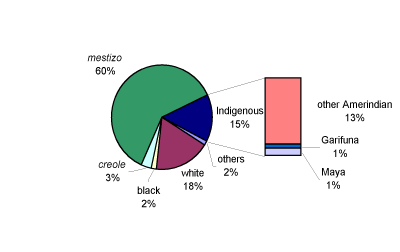 mestizo
60%
Indigenous
15%
other Amerindian
13%
Garifuna
1%
Maya
1%
others
2%
white
18%
black
2%
creole
3%